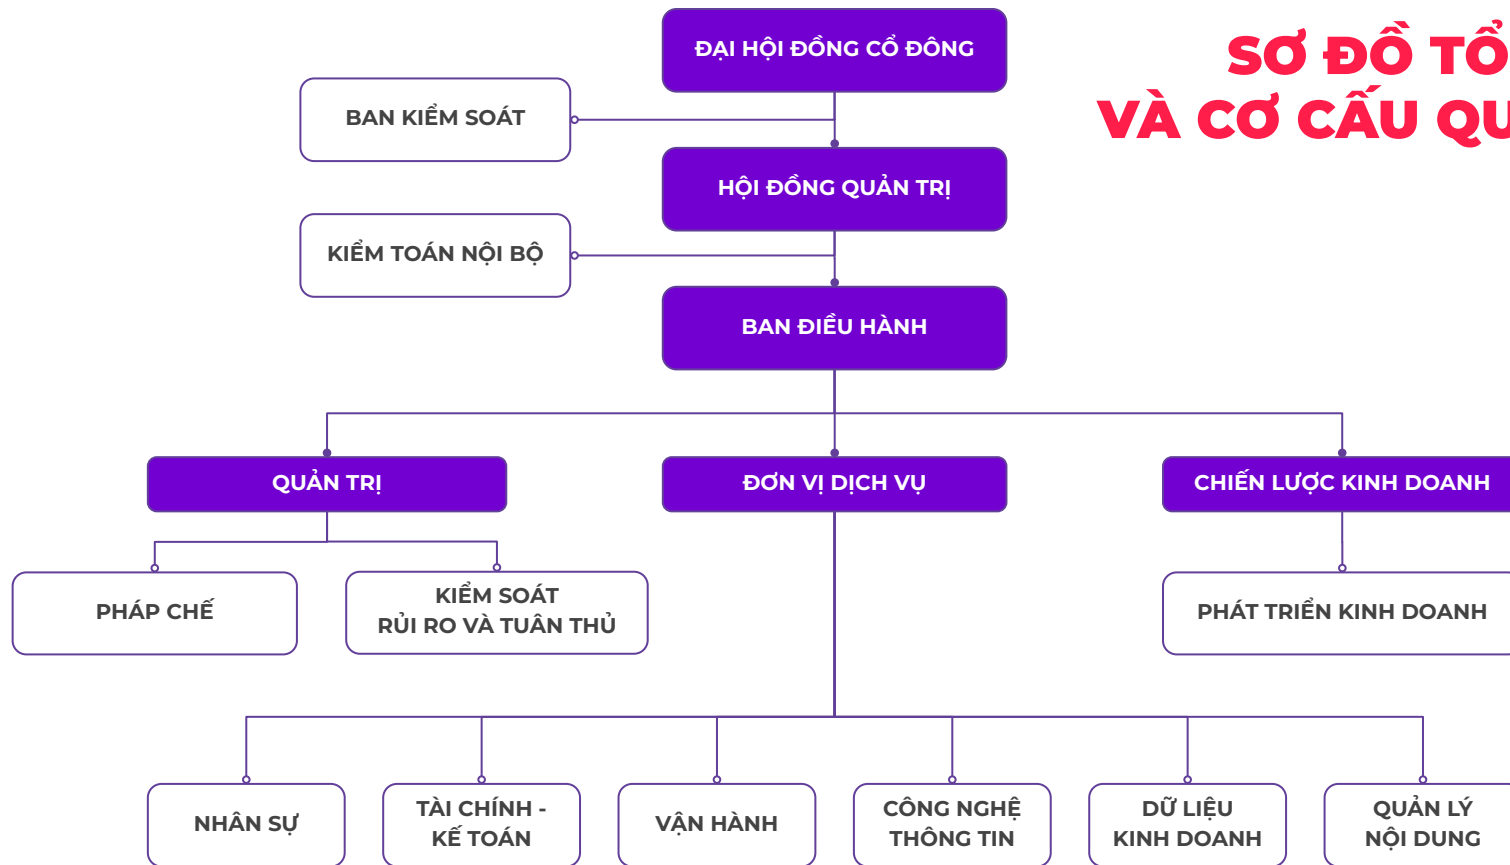 SƠ ĐỒ TỔ
VÀ CƠ CẤU QU
ĐẠI HỘI ĐỒNG CỔ ĐÔNG
BAN KIỂM SOÁT
HỘI ĐỒNG QUẢN TRỊ
KIỂM TOÁN NỘI BỘ
BAN ĐIỀU HÀNH
QUẢN TRỊ
ĐƠN VỊ DỊCH VỤ
CHIẾN LƯỢC KINH DOANH
PHÁP CHẾ
KIỂM SOÁT
RỦI RO VÀ TUÂN THỦ
PHÁT TRIỂN KINH DOANH
NHÂN SỰ
TÀI CHÍNH -
KẾ TOÁN
VẬN HÀNH
CÔNG NGHỆ
THÔNG TIN
DỮ LIỆU
KINH DOANH
QUẢN LÝ
NỘI DUNG